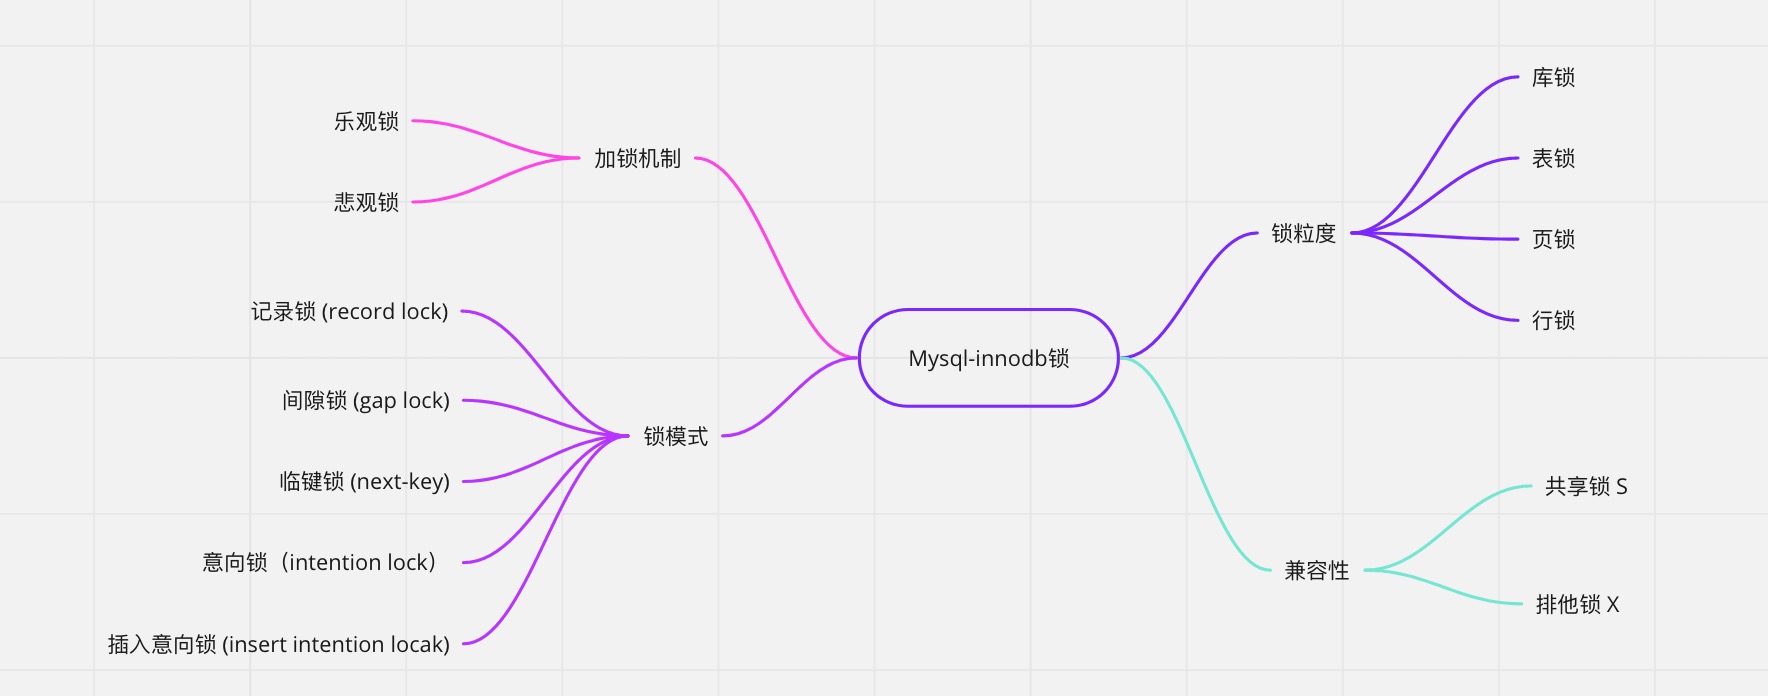 乐观锁
悲观锁
加锁机制
记录锁 (record lock)
间隙锁 (gap lock)
临键锁 (next-key)
意向锁（intention lock）
插入意向锁 (insert intention locak)
锁模式
Mysql-innodb锁
锁粒度
库锁
表锁
页锁
行锁
兼容性
共享锁 S
排他锁 X